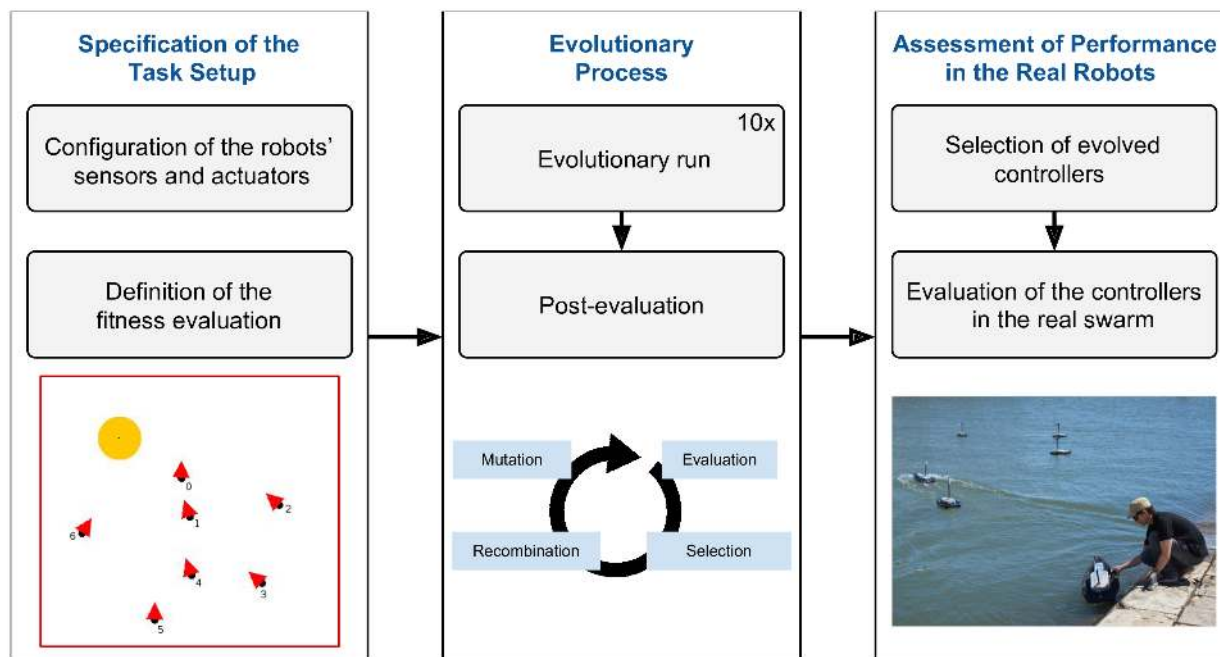 Specification of the
Task Setup
Configuration of the robots'
sensors and actuators
Definition of the
fitness evaluation
0
1
2
6
4
3
5
Evolutionary
Process
10x
Evolutionary run
Post-evaluation
Mutation
Evaluation
Recombination
Selection
Assessment of Performance
in the Real Robots
Selection of evolved
controllers
Evaluation of the controllers
in the real swarm